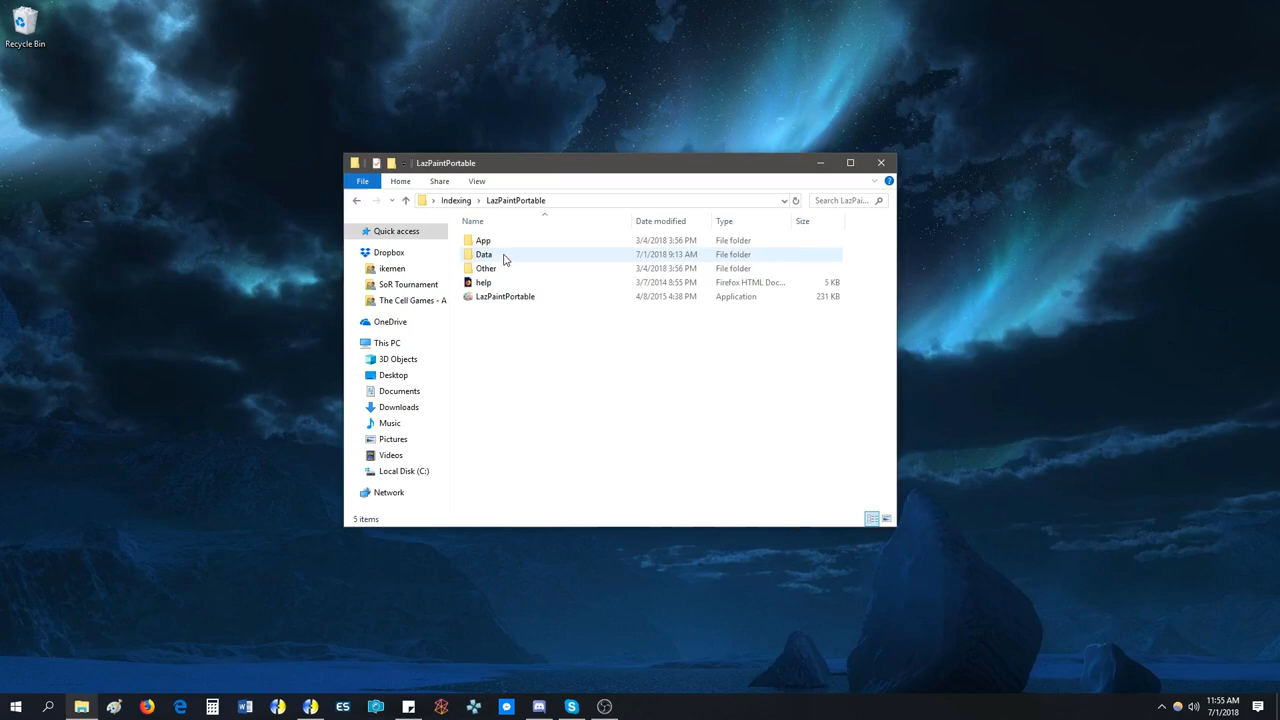 Recycle Bin
LazPaintPortable
File Home Share View
Indexing LazPaintPortable Search LazPai...
Name Date modified Type Size
Quick access
Dropbox
ikemen
SoR Tournament
The Cell Games - A
OneDrive
This PC
3D Objects
Desktop
Documents
Downloads
Music
Pictures
Videos
Local Disk (C:)
Network
App 3/4/2018 3:56 PM File folder
Data 7/1/2018 9:13 AM File folder
Other 3/4/2018 3:56 PM File folder
help 3/7/2014 8:55 PM Firefox HTML Doc... 5 KB
LazPaintPortable 4/8/2015 4:38 PM Application 231 KB
5 items
ES
11:55 AM
7/1/2018